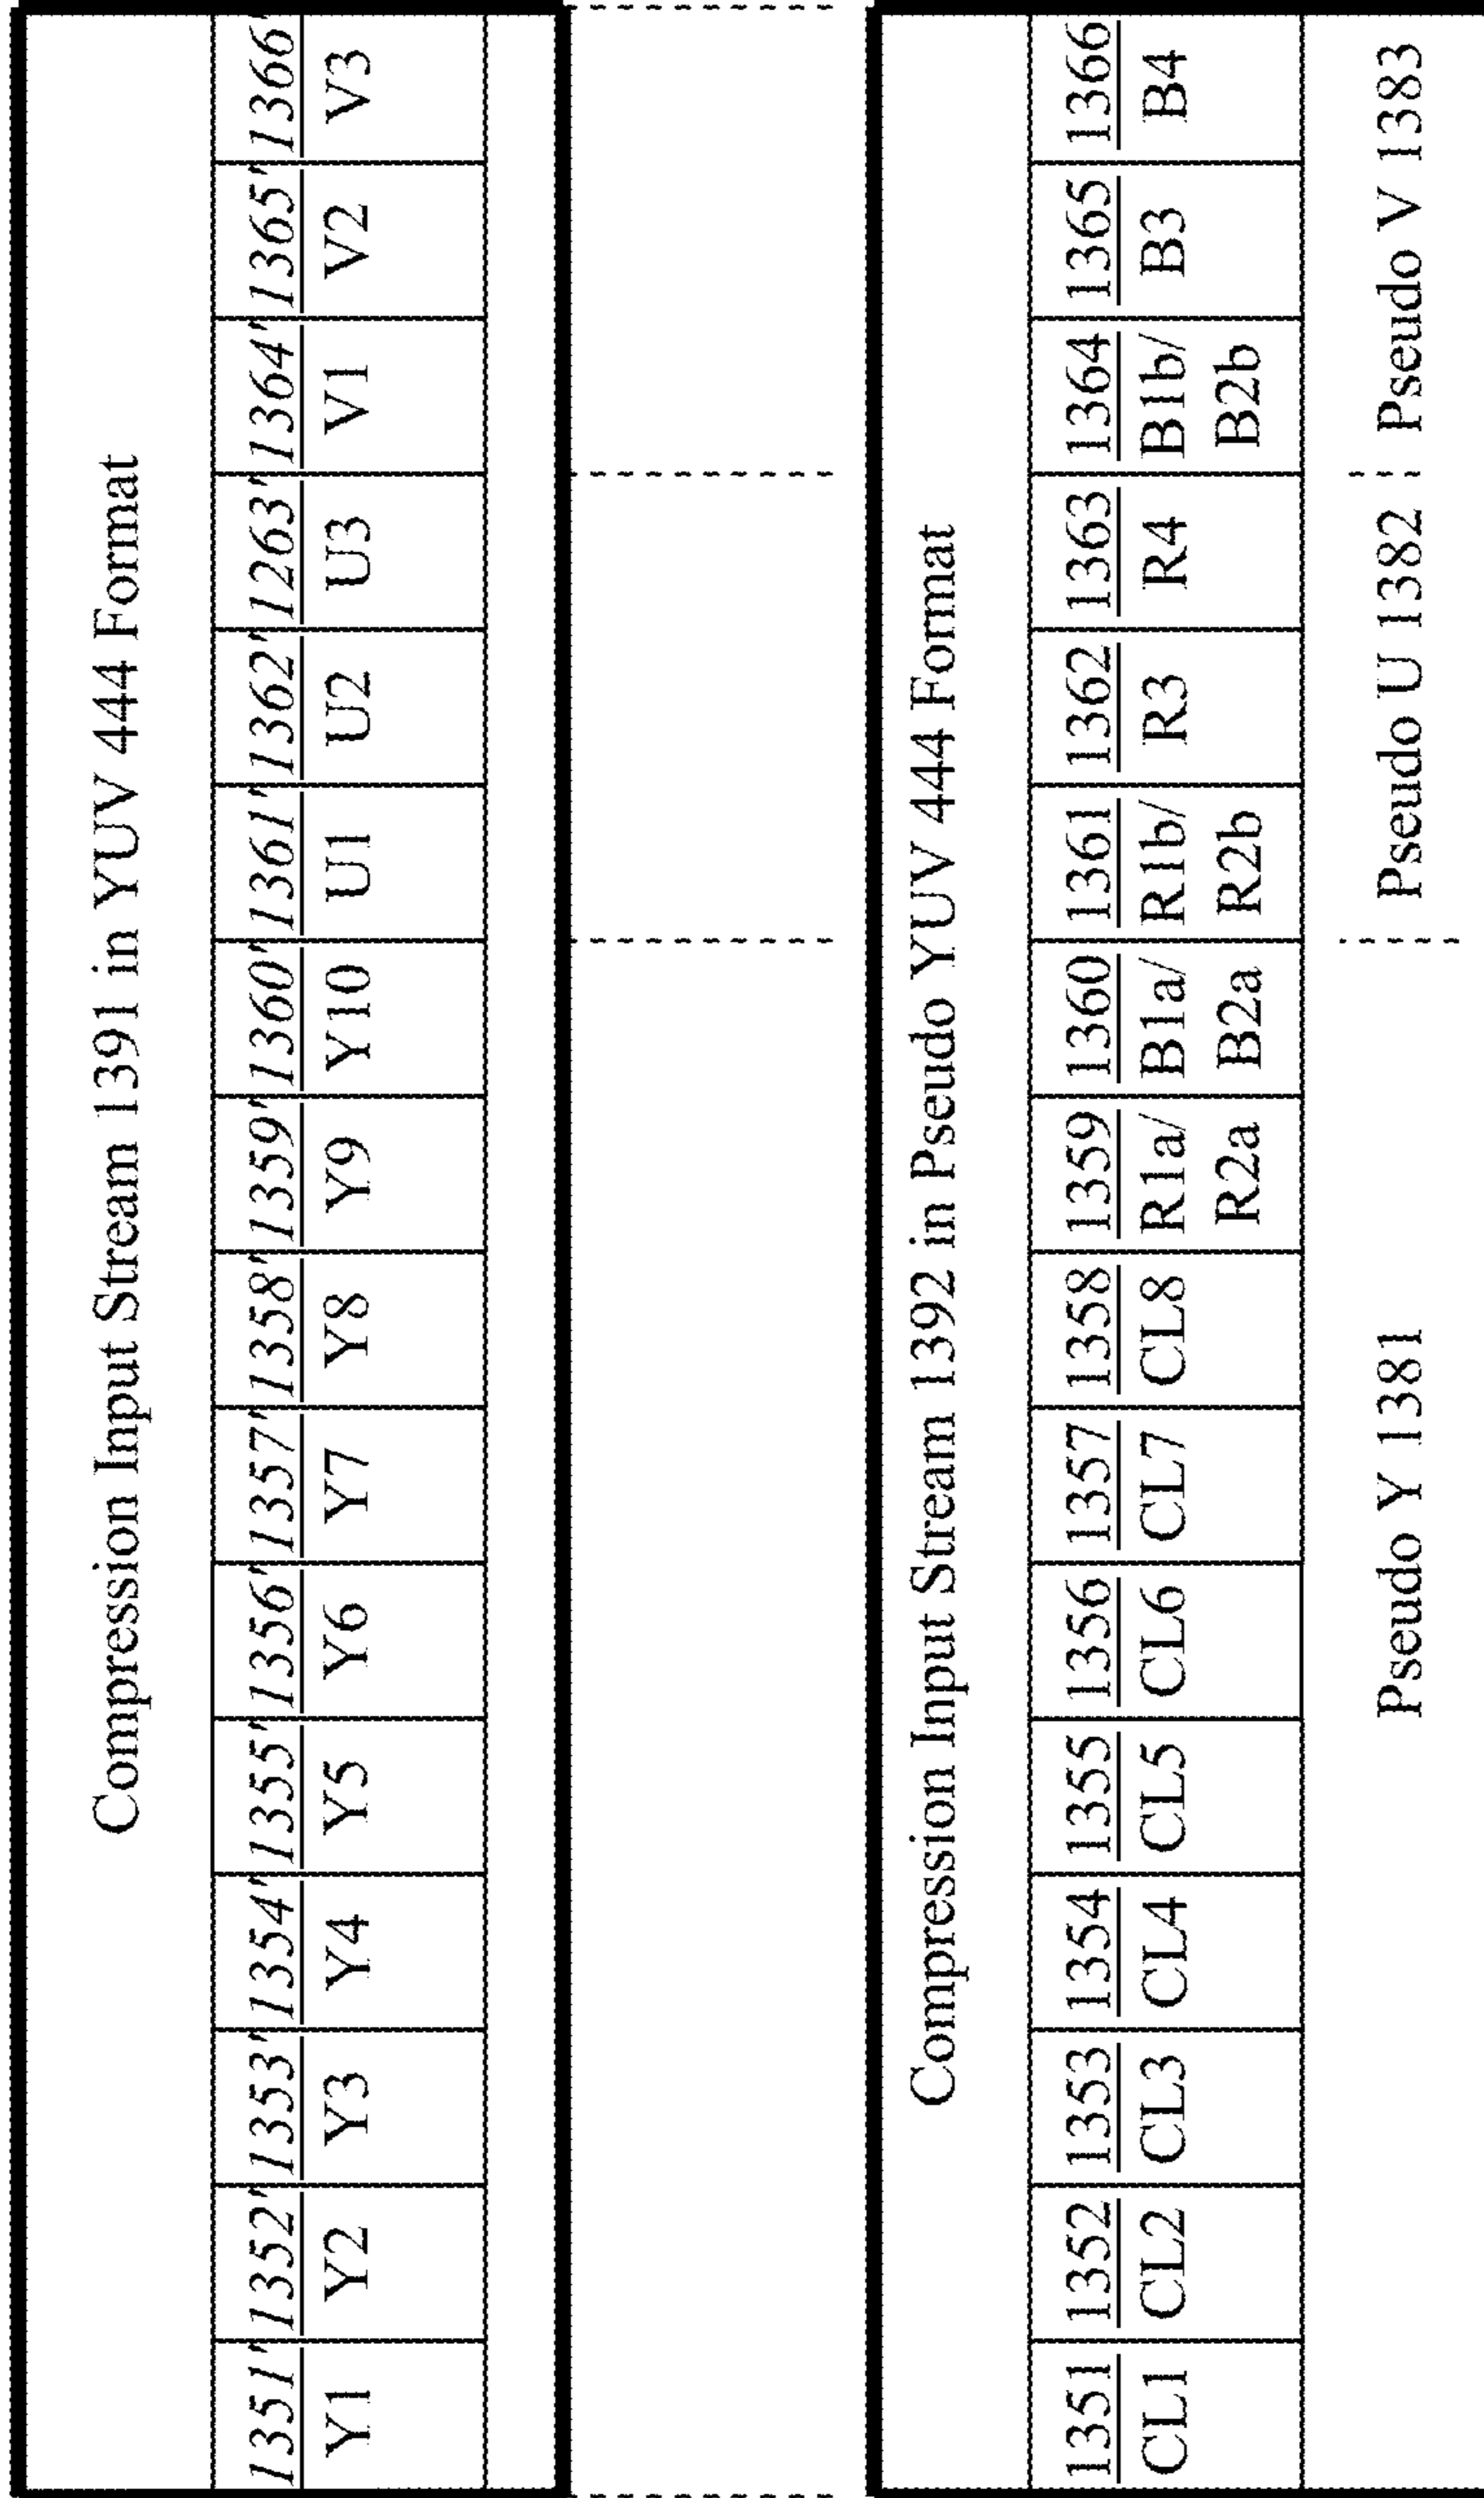 Compression Input Stream 1391 in YUV 444 Format
1351' 1352' 1353' 1354' 1355' 1356' 1357' 1358' 1359' 1360' 1361' 1362' 1263' 1364' 1365' 1366'
Y1 Y2 Y3 Y4 Y5 Y6 Y7 Y8 Y9 Y10 U1 U2 U3 V1 V2 V3
Compression Input Stream 1392 in Pseudo YUV 444 Format
1351 1352 1353 1354 1355 1356 1357 1358 1359 1360 1361 1362 1363 1364 1365 1366
CL1 CL2 CL3 CL4 CL5 CL6 CL7 CL8 R1a/ B1a/ R1b/ R3 R4 B1b/ B3 B4
R2a B2a R2b B2b
Pseudo Y 1381 Pseudo U 1382 Pseudo V 1383